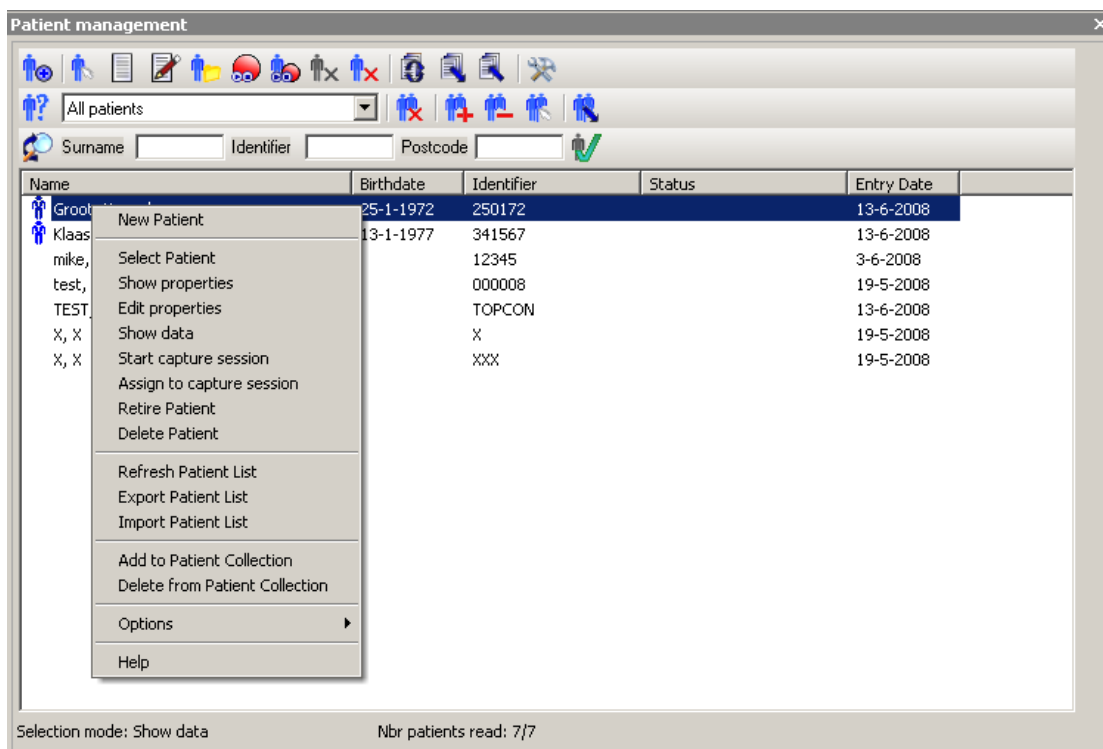 Patient management
All patients
Surname Identifier Postcode
Name Birthdate Identifier Status Entry Date
25-1-1972 250172 13-6-2008
Klaas 13-1-1977 341567 13-6-2008
mike, 12345 3-6-2008
test, 000008 19-5-2008
TEST_ TOPCON 13-6-2008
X, X X 19-5-2008
X, X XXX 19-5-2008
New Patient
Select Patient
Show properties
Edit properties
Show data
Start capture session
Assign to capture session
Retire Patient
Delete Patient
Refresh Patient List
Export Patient List
Import Patient List
Add to Patient Collection
Delete from Patient Collection
Options
Help
Selection mode: Show data Nbr patients read: 7/7